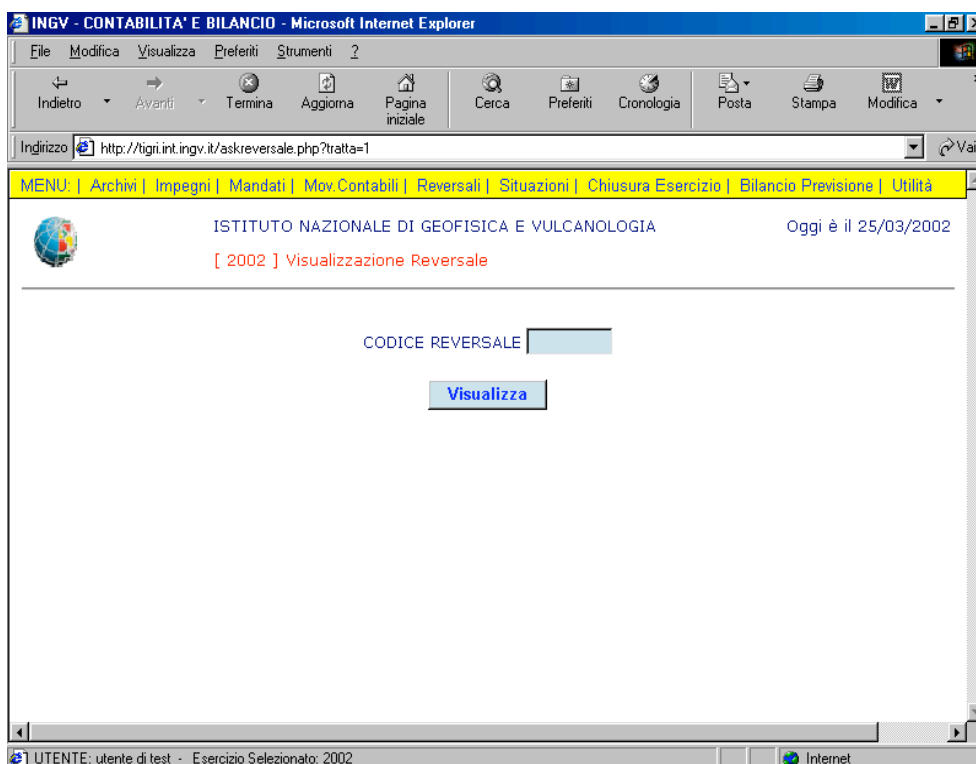 INGV - CONTABILITA' E BILANCIO - Microsoft Internet Explorer
File Modifica Visualizza Preferiti Strumenti ?
Indietro Avanti Termina Aggiorna Pagina iniziale Cerca Preferiti Cronologia Posta Stampa Modifica
Indirizzo http://tigri.int.ingv.it/askreversale.php?tratta=1 Vai
MENU: | Archivi | Impegni | Mandati | Mov.Contabili | Reversali | Situazioni | Chiusura Esercizio | Bilancio Previsione | Utilità
ISTITUTO NAZIONALE DI GEOFISICA E VULCANOLOGIA Oggi è il 25/03/2002
[ 2002 ] Visualizzazione Reversale
CODICE REVERSALE
Visualizza
UTENTE: utente di test - Esercizio Selezionato: 2002 Internet